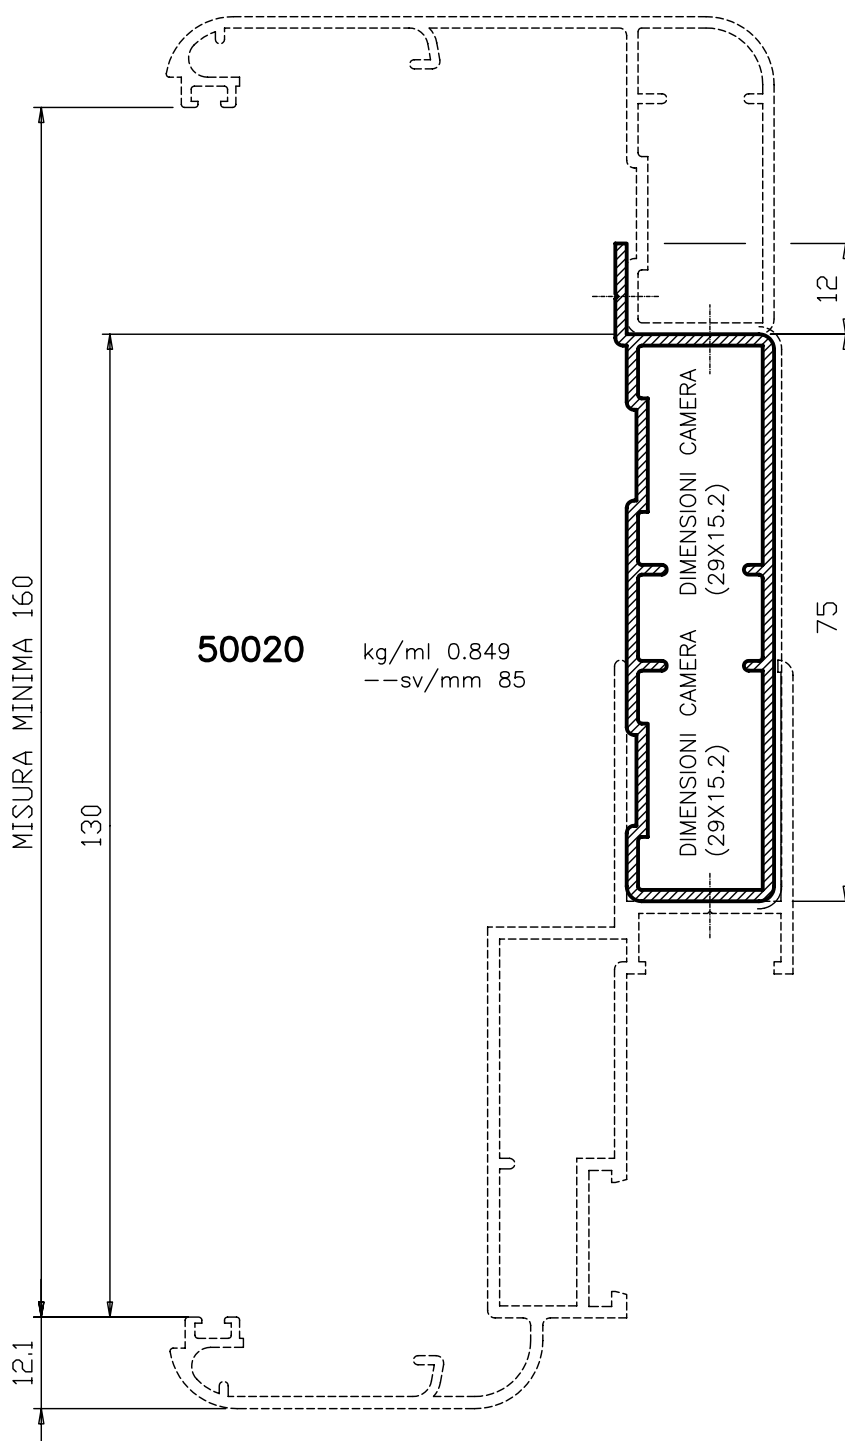 12
75
DIMENSIONI CAMERA
(29X15.2)
DIMENSIONI CAMERA
(29X15.2)
50020
kg/ml 0.849
--sv/mm 85
MISURA MINIMA 160
130
12.1